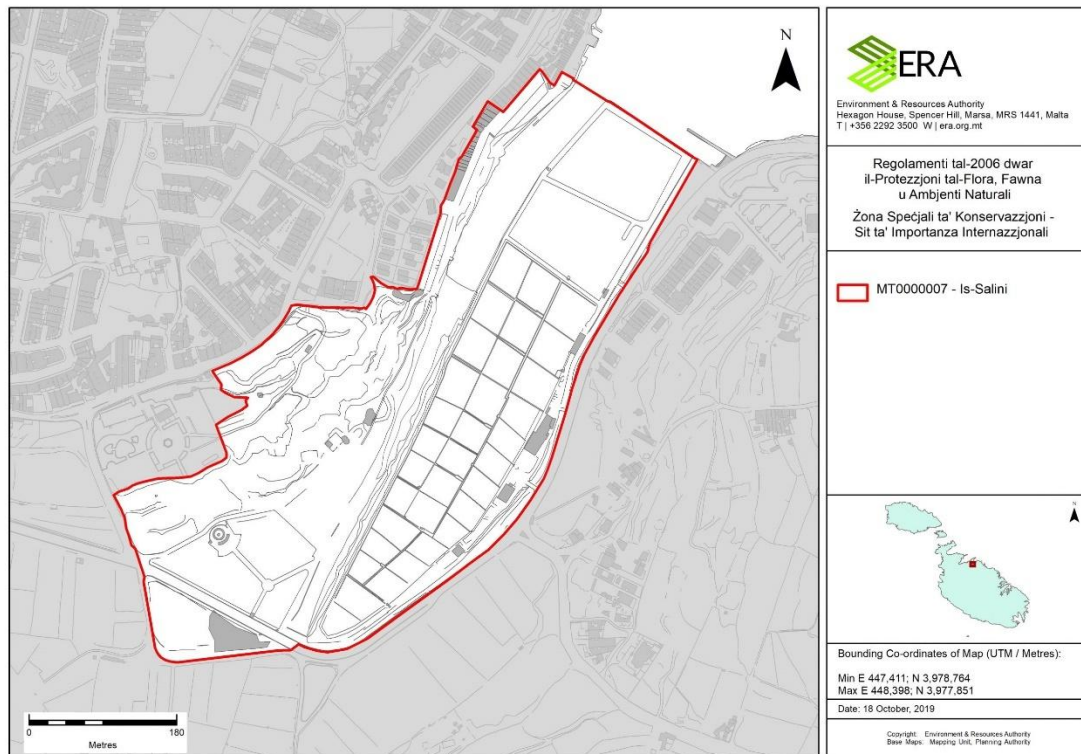 N
0
180
Metres
ERA
Environment & Resources Authority
Hexagon House, Spencer Hill, Marsa, MRS 1441, Malta
T | +356 2292 3500 W | era.org.mt
Regolamenti tal-2006 dwar
il-Protezzjoni tal-Flora, Fawna
u Ambjenti Naturali
Żona Speċjali ta' Konservazzjoni -
Sit ta' Importanza Internazzjonali
MT0000007 - Is-Salini
N
Bounding Co-ordinates of Map (UTM / Metres):
Min E 447,411; N 3,978,764
Max E 448,398; N 3,977,851
Date: 18 October, 2019
Copyright: Environment & Resources Authority
Base Maps: Mapping Unit, Planning Authority